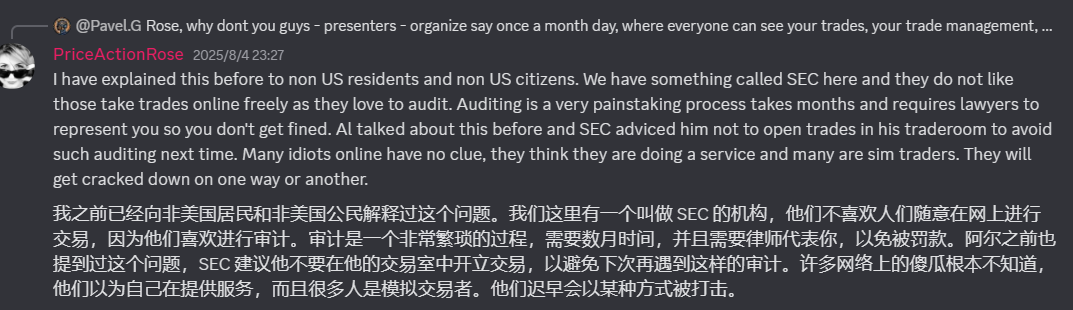 @Pavel.G Rose, why dont you guys - presenters - organize say once a month day, where everyone can see your trades, your trade management, ...
PriceActionRose 2025/8/4 23:27
I have explained this before to non US residents and non US citizens. We have something called SEC here and they do not like
those take trades online freely as they love to audit. Auditing is a very painstaking process takes months and requires lawyers to
represent you so you don't get fined. Al talked about this before and SEC adviced him not to open trades in his traderoom to avoid
such auditing next time. Many idiots online have no clue, they think they are doing a service and many are sim traders. They will
get cracked down on one way or another.
我之前已经向非美国居民和非美国公民解释过这个问题。我们这里有一个叫做 SEC 的机构，他们不喜欢人们随意在网上进行
交易，因为他们喜欢进行审计。审计是一个非常繁琐的过程，需要数月时间，并且需要律师代表你，以免被罚款。阿尔之前也
提到过这个问题，SEC 建议他不要在他的交易室中开立交易，以避免下次再遇到这样的审计。许多网络上的傻瓜根本不知道，
他们以为自己在提供服务，而且很多人是模拟交易者。他们迟早会以某种方式被打击。